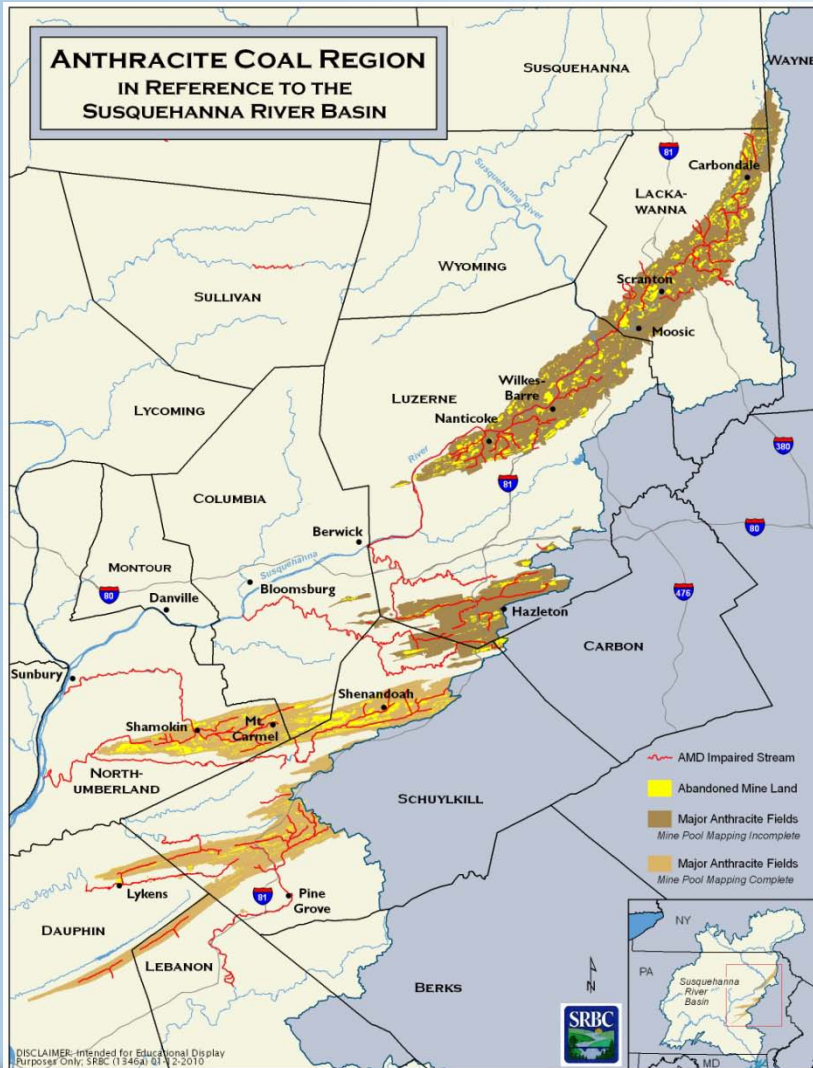 ANTHRACITE COAL REGION
IN REFERENCE TO THE
SUSQUEHANNA RIVER BASIN
SUSQUEHANNA
WAYNE
81
Carbondale
LACKA-
WANNA
Susquehanna
River
WYOMING
Scranton
SULLIVAN
Moosic
LUZERNE
Wilkes-
Barre
LYCOMING
Nanticoke
380
River
81
COLUMBIA
80
Berwick
MONTOUR
Susquehanna
80
Danville
Bloomsburg
476
Hazleton
CARBON
Sunbury
Shenandoah
Shamokin
Mt.
Carmel
NORTH-
UMBERLAND
SCHUYLKILL
AMD Impaired Stream
Abandoned Mine Land
Major Anthracite Fields
Mine Pool Mapping Incomplete
Major Anthracite Fields
Mine Pool Mapping Complete
Lykens
81
Pine
Grove
DAUPHIN
LEBANON
BERKS
N
SRBC
NY
PA
Susquehanna
River
Basin
MD
DISCLAIMER: Intended for Educational Display
Purposes Only; SRBC (1346a) 01-12-2010